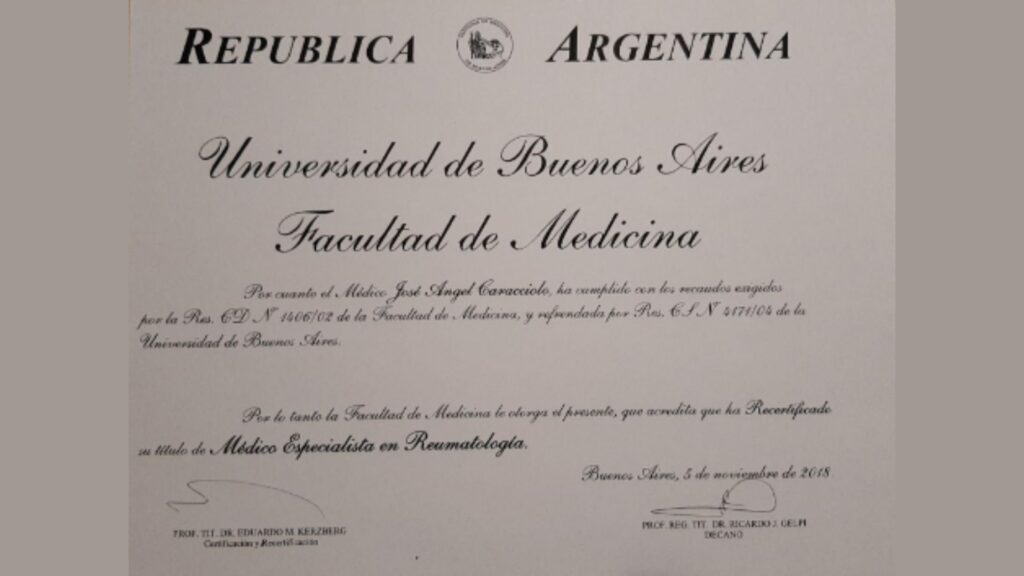 REPUBLICA ARGENTINA
Universidad de Buenos Aires
Facultad de Medicina
Por cuanto el Médico José Angel Caracciolo, ha cumplido con los recaudos exigidos
por la Res. CD Nº 1406/02 de la Facultad de Medicina, y refrendada por Res. CS Nº 4171/04 de la
Universidad de Buenos Aires.
Por lo tanto la Facultad de Medicina le otorga el presente, que acredita que ha Recertificado
su título de Médico Especialista en Reumatología.
Buenos Aires, 5 de noviembre de 2018
PROF. TIT. DR. EDUARDO M. KERZBERG
Certificación y Recertificación
PROF. REG. TIT. DR. RICARDO J. GELPI
DECANO